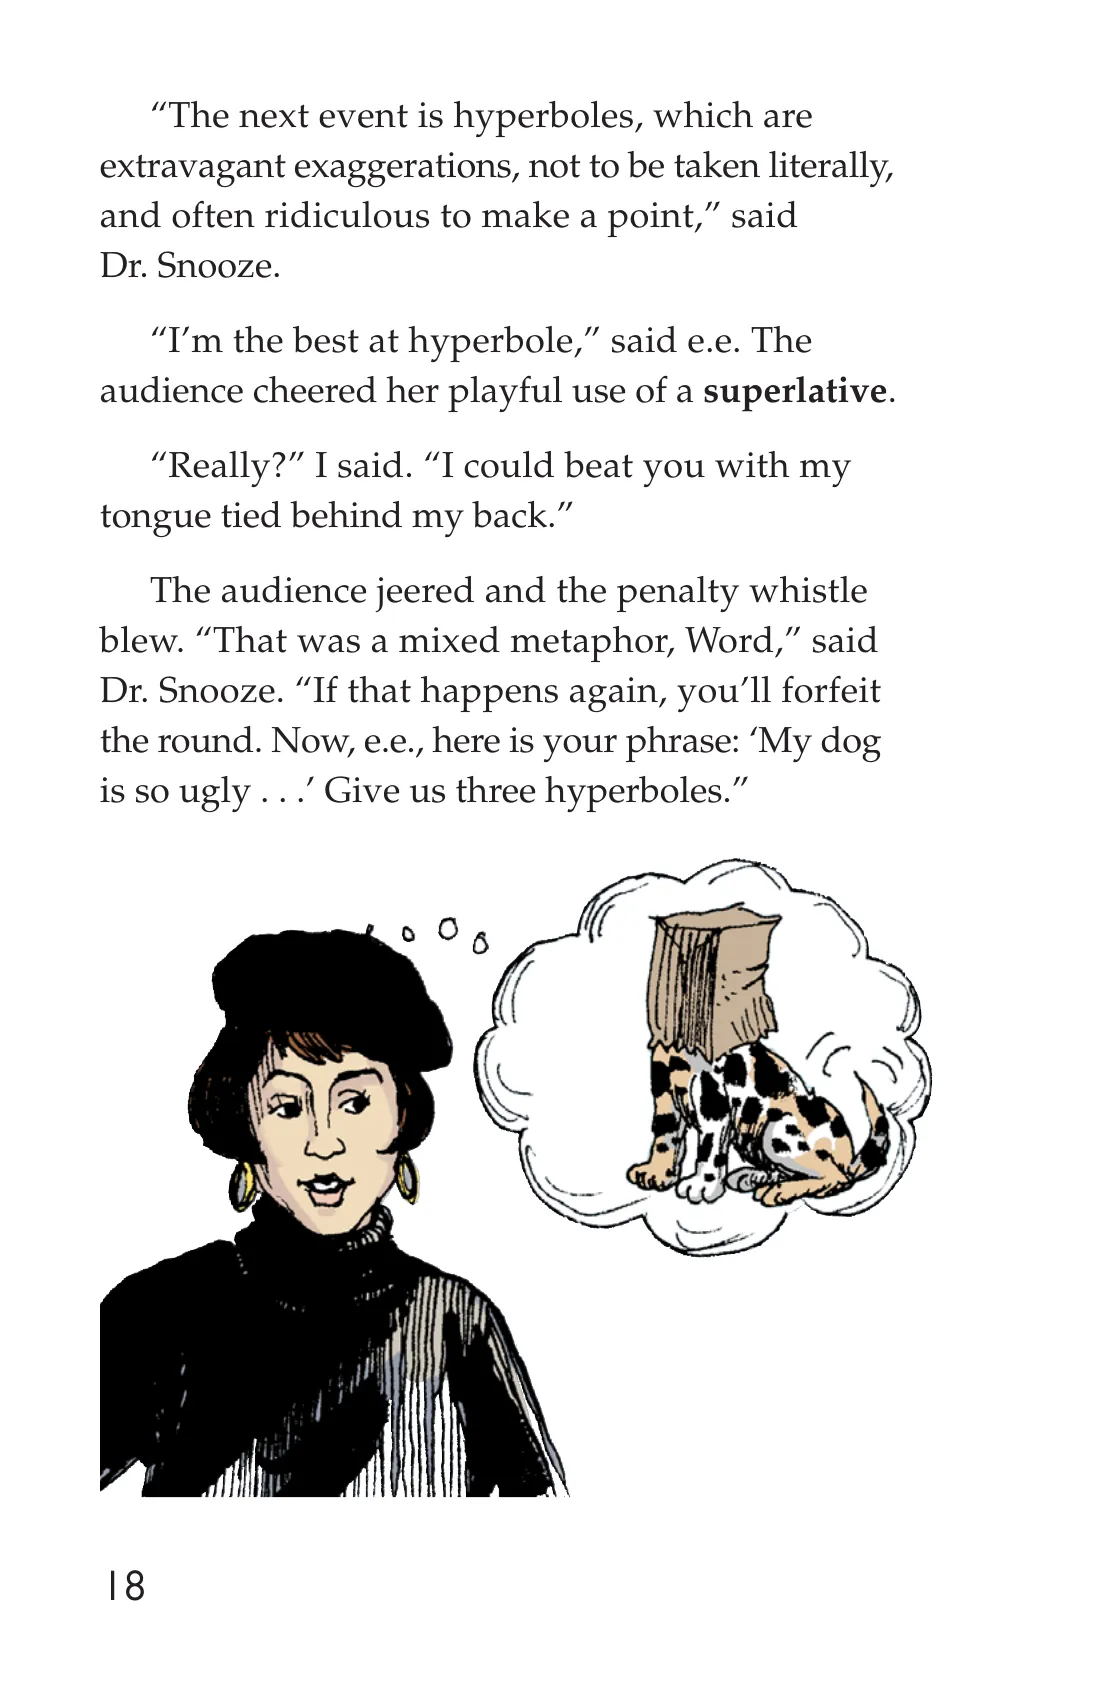 “The next event is hyperboles, which are
extravagant exaggerations, not to be taken literally,
and often ridiculous to make a point,” said
Dr. Snooze.
“I’m the best at hyperbole,” said e.e. The
audience cheered her playful use of a superlative.
“Really?” I said. “I could beat you with my
tongue tied behind my back.”
The audience jeered and the penalty whistle
blew. “That was a mixed metaphor, Word,” said
Dr. Snooze. “If that happens again, you’ll forfeit
the round. Now, e.e., here is your phrase: ‘My dog
is so ugly . . .’ Give us three hyperboles.”
18